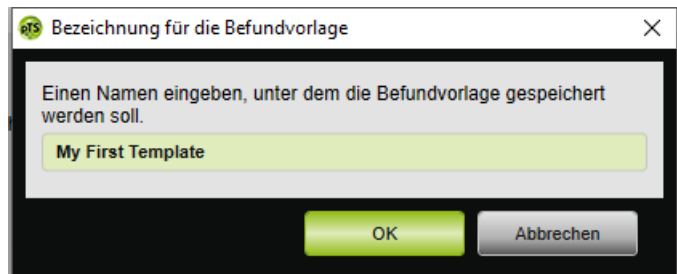 pTS Bezeichnung für die Befundvorlage
Einen Namen eingeben, unter dem die Befundvorlage gespeichert
werden soll.
My First Template
OK Abbrechen